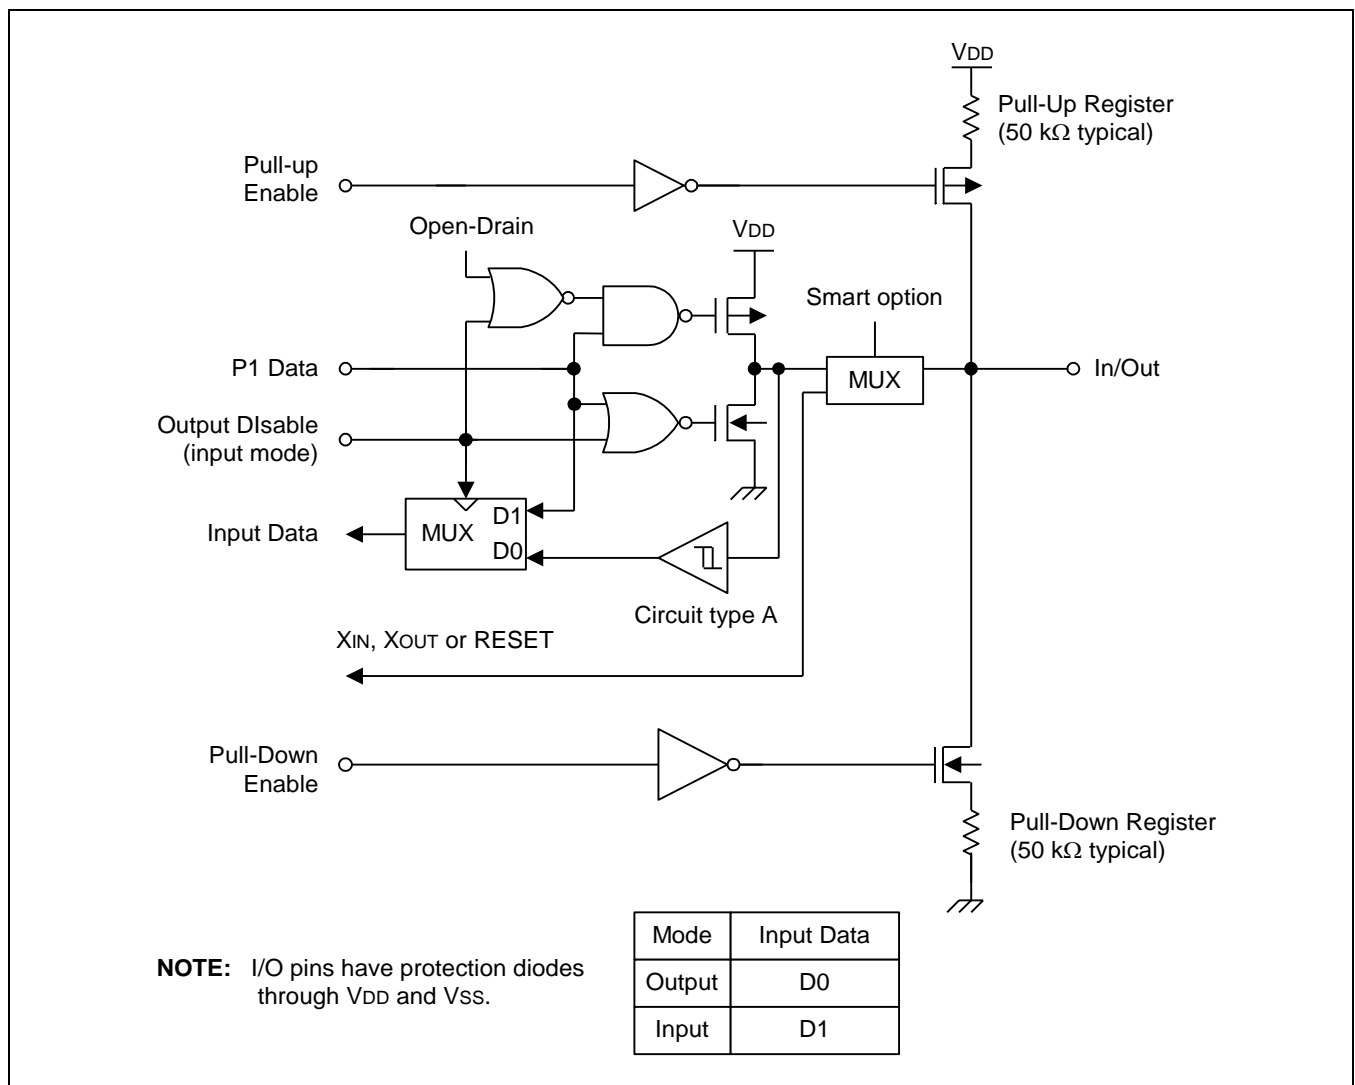 VDD
Pull-Up Register
(50 kΩ typical)
Pull-up
Enable
Open-Drain
VDD
Smart option
P1 Data
MUX
In/Out
Output DIsable
(input mode)
Input Data
MUX
D1
D0
Circuit type A
XIN, XOUT or RESET
Pull-Down
Enable
Pull-Down Register
(50 kΩ typical)
Mode Input Data
Output D0
Input D1
NOTE: I/O pins have protection diodes
through VDD and VSS.